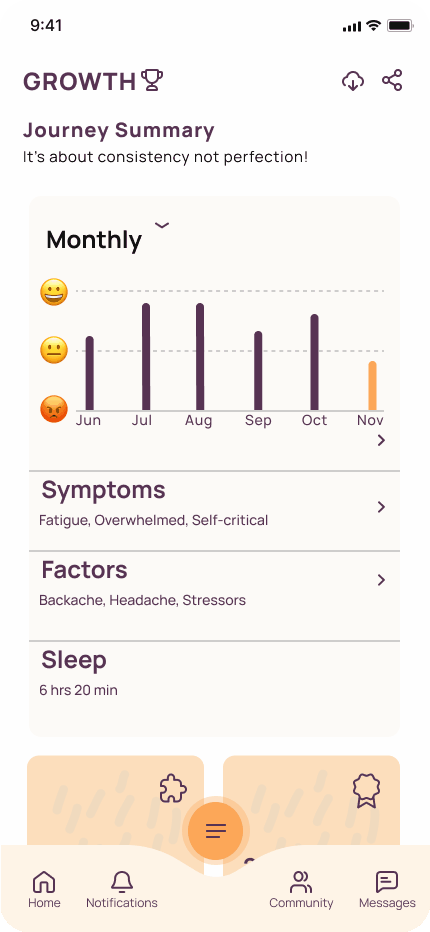 9:41
GROWTH
Journey Summary
It's about consistency not perfection!
Monthly
Jun Jul Aug Sep Oct Nov
Symptoms
Fatigue, Overwhelmed, Self-critical
Factors
Backache, Headache, Stressors
Sleep
6 hrs 20 min
Home Notifications Community Messages